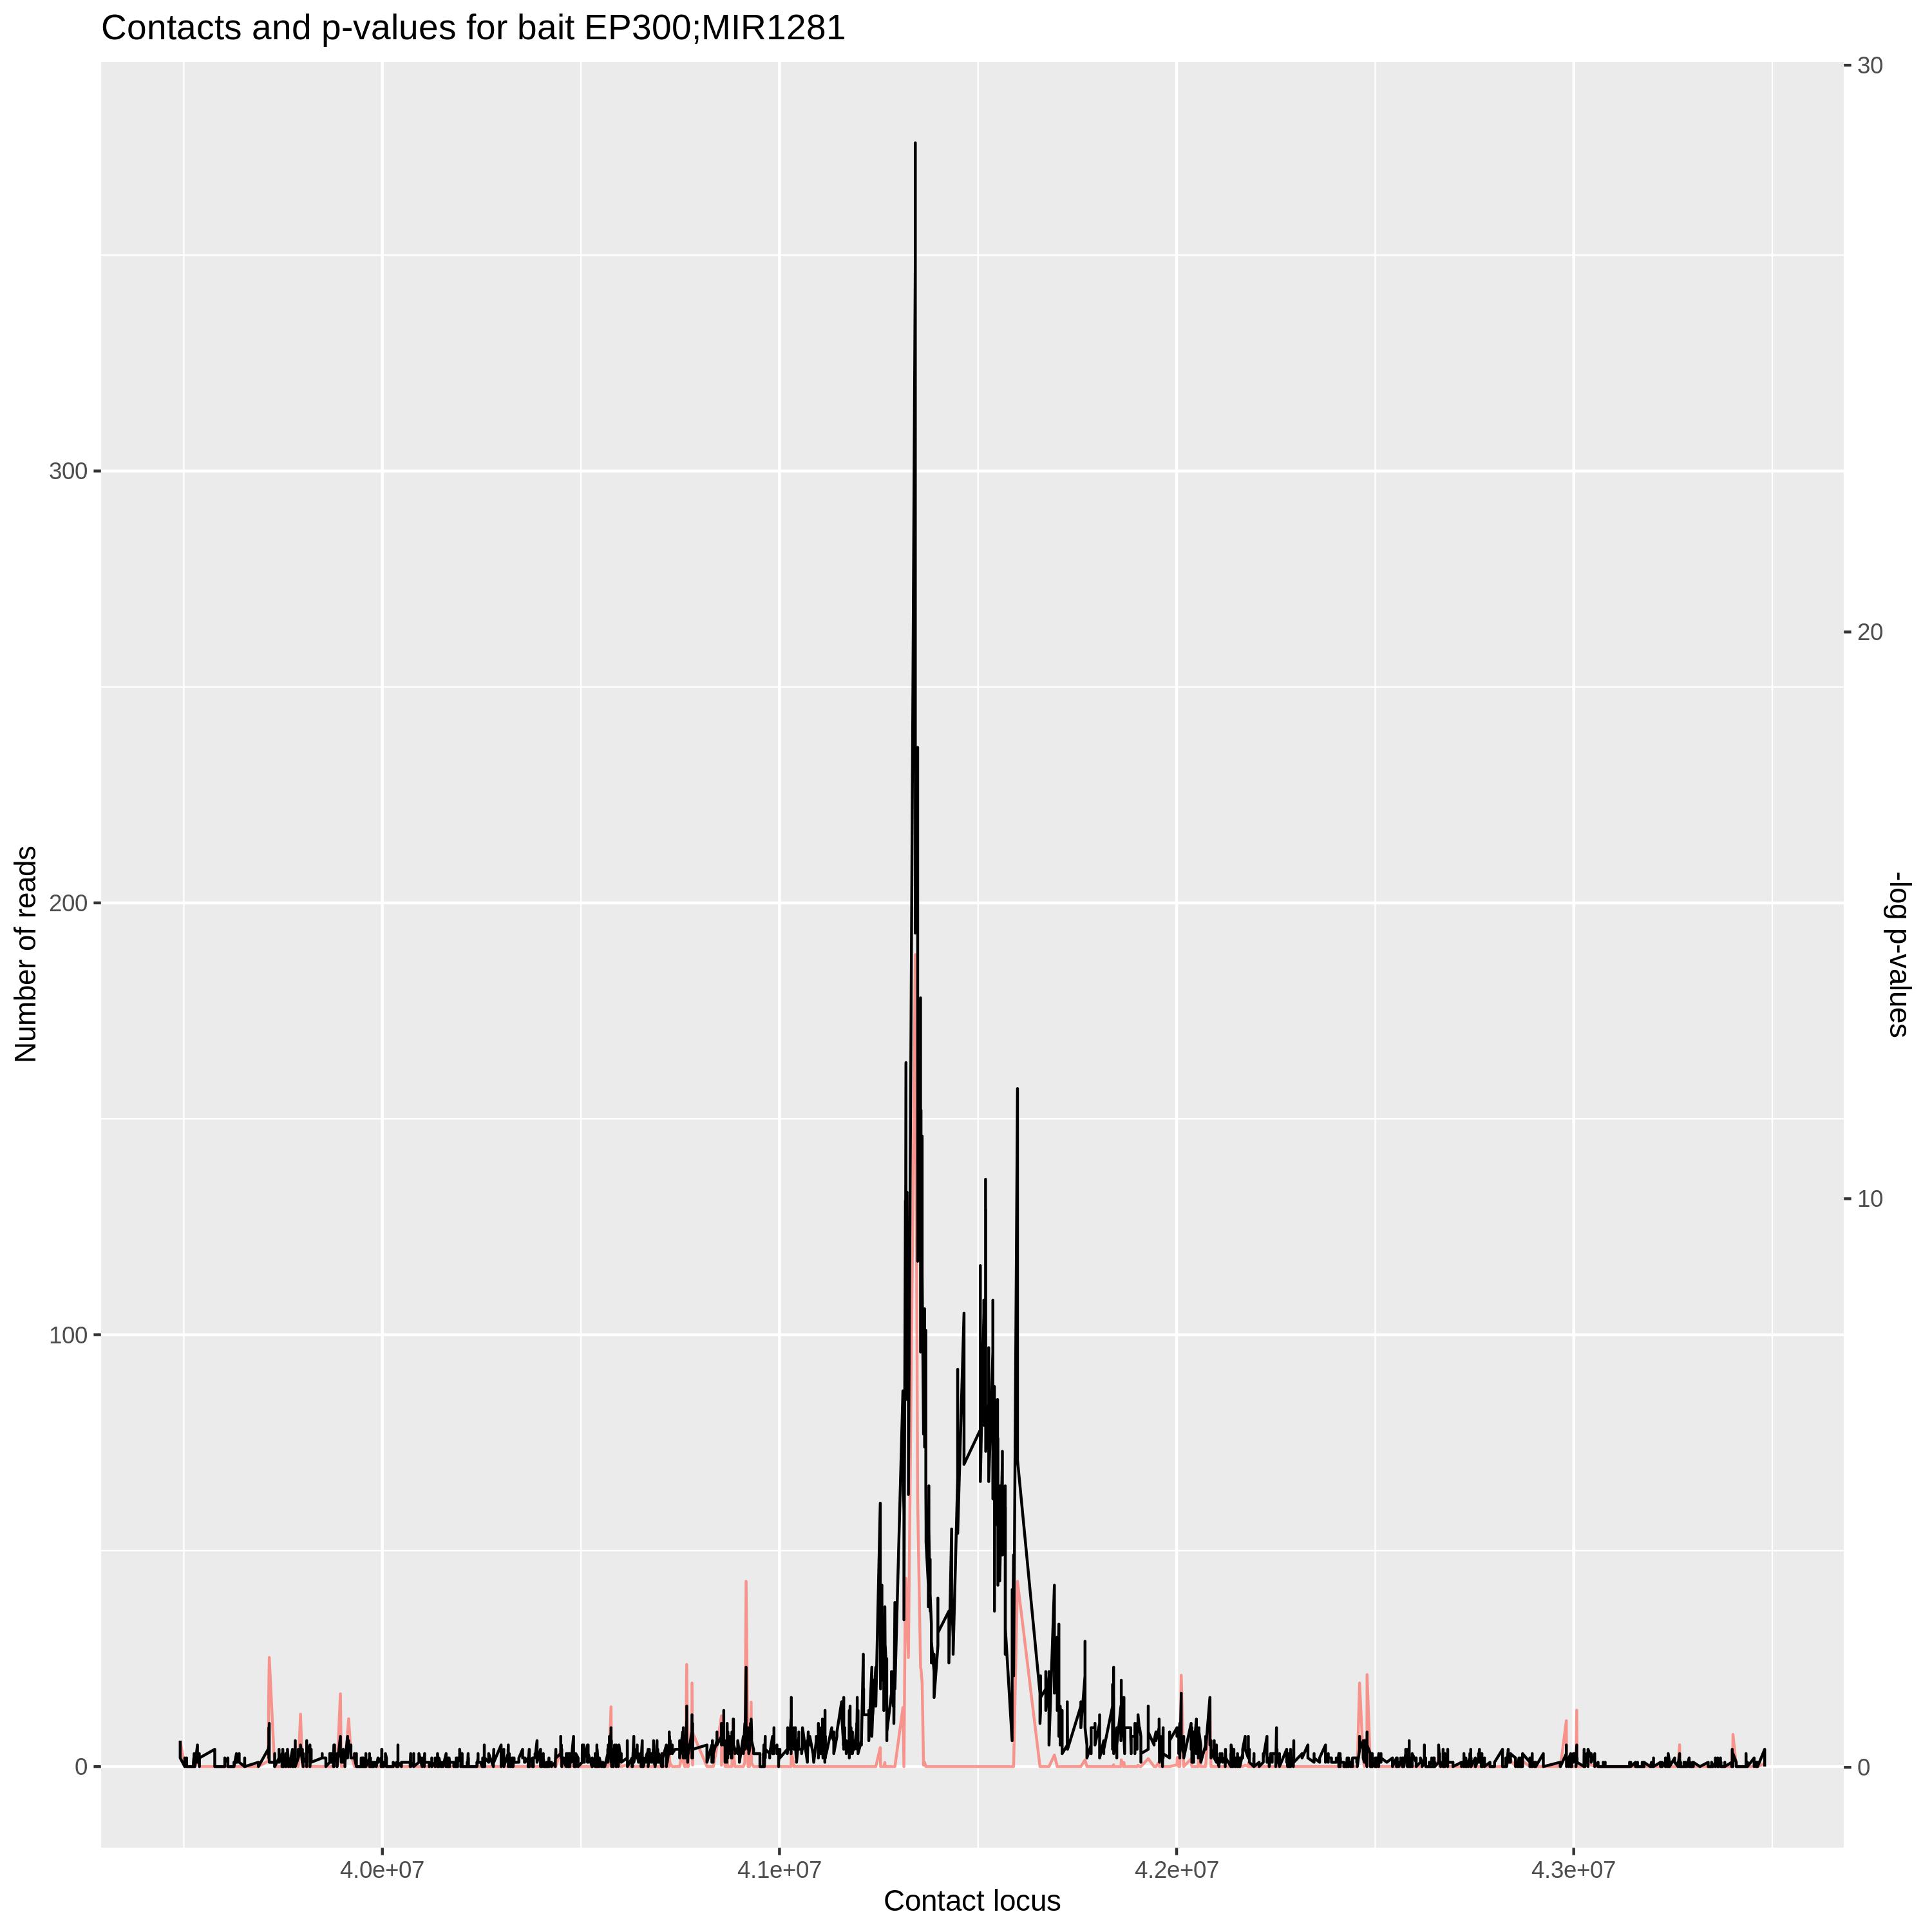 Contacts and p-values for bait EP300;MIR1281
30
300
20
200
Number of reads
-log p-values
10
100
0
0
4.0e+07
4.1e+07
4.2e+07
4.3e+07
Contact locus